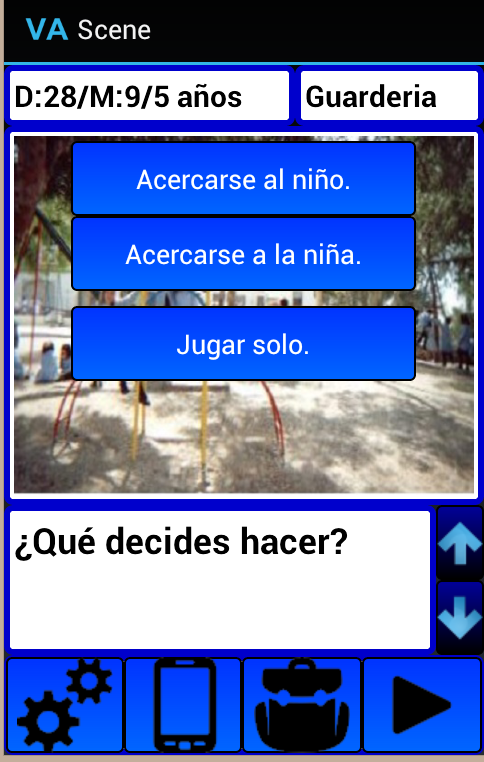 VA Scene
D:28/M:9/5 años
Guarderia
Acercarse al niño.
Acercarse a la niña.
Jugar solo.
¿Qué decides hacer?